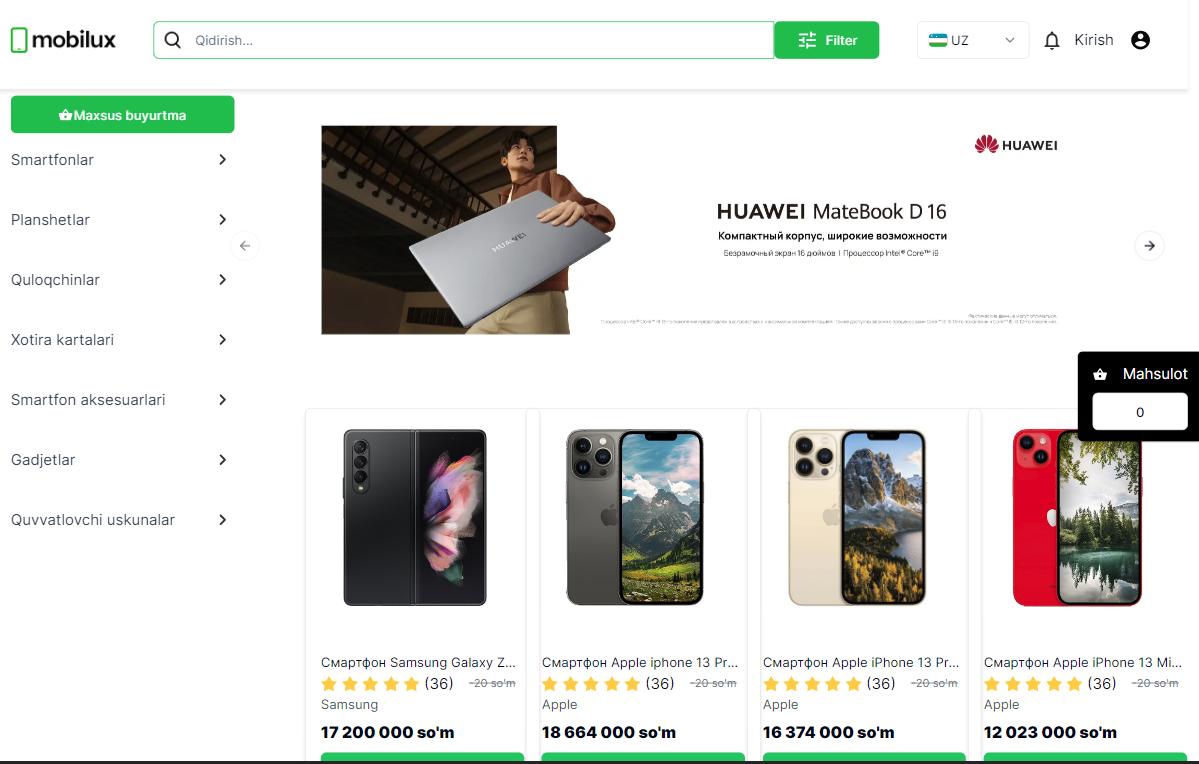 mobilux
Qidirish...
Filter
UZ
Kirish
Maxsus buyurtma
Smartfonlar
Planshetlar
Quloqchinlar
Xotira kartalari
Smartfon aksesuarlari
Gadjetlar
Quvvatlovchi uskunalar
HUAWEI
HUAWEI
HUAWEI MateBook D 16
Компактный корпус, широкие возможности
Безрамочный экран 16 дюймов | Процессор Intel® Core™ i9
Mahsulot
0
Смартфон Samsung Galaxy Z...
(36) -20 so'm
Samsung
17 200 000 so'm
Смартфон Apple iphone 13 Pr...
(36) -20 so'm
Apple
18 664 000 so'm
Смартфон Apple iPhone 13 Pr...
(36) -20 so'm
Apple
16 374 000 so'm
Смартфон Apple iPhone 13 Mi...
(36) -20 so'm
Apple
12 023 000 so'm